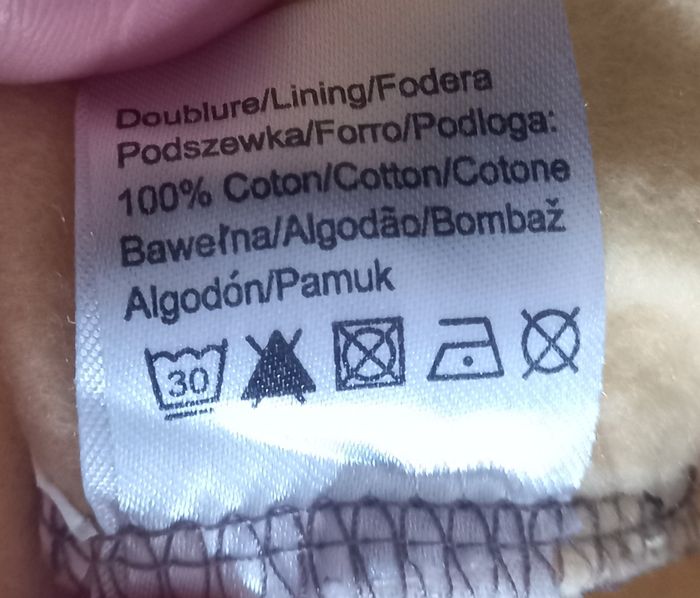 Doublure/Lining/Fodera
Podszewka/Forro/Podloga:
100% Coton/Cotton/Cotone
Bawełna/Algodão/Bombaž
Algodón/Pamuk
30